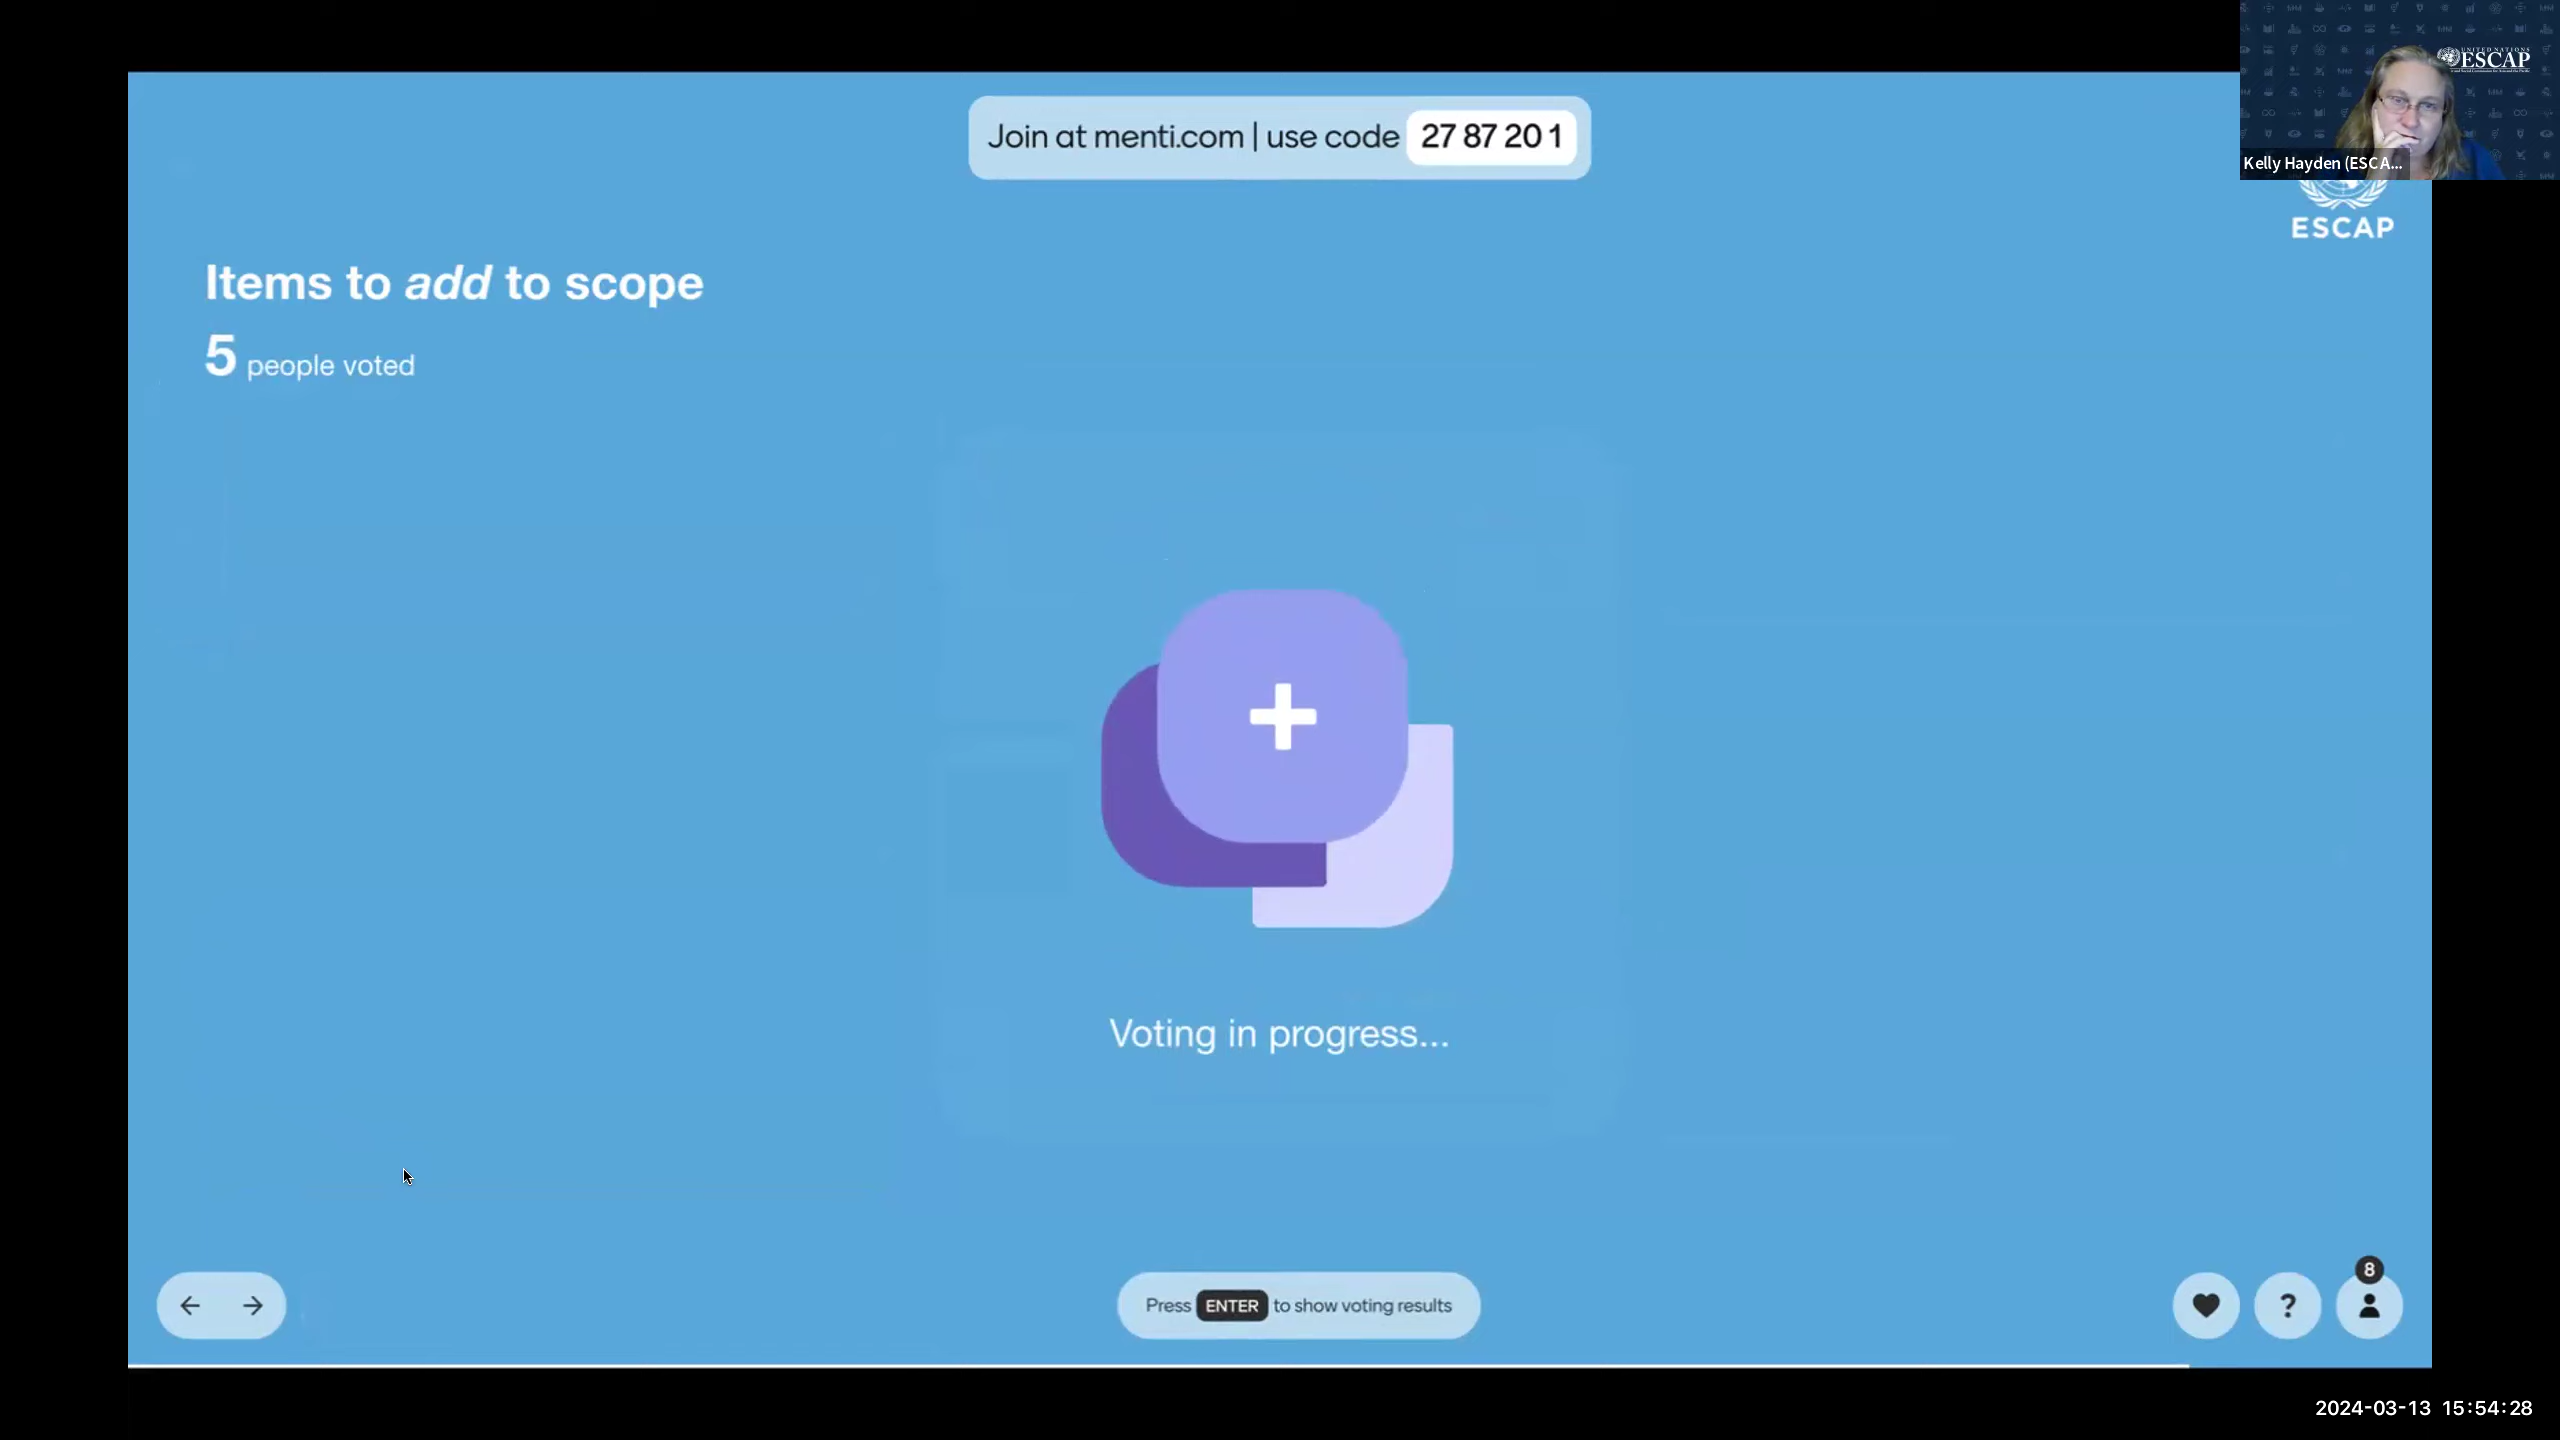 Join at menti.com | use code 27 87 20 1
UNITED NATIONS
ESCAP
Kelly Hayden (ESCA...
ESCAP
Items to add to scope
5 people voted
+
Voting in progress...
Press ENTER to show voting results
?
8
2024-03-13 15:54:28